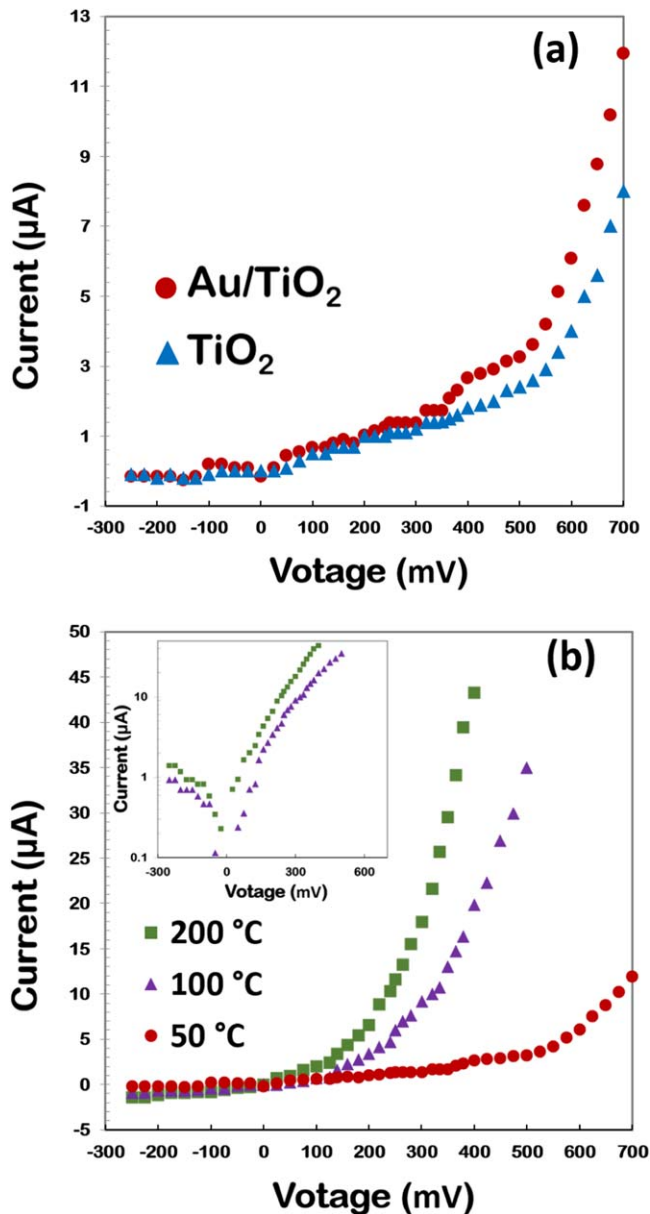 13
(a)
11
9
7
5
3
1
-1
Current (µA)
Au/TiO2
TiO2
-300 -200 -100 0 100 200 300 400 500 600 700
Votage (mV)
50
(b)
45
40
35
30
25
20
15
10
5
0
-5
Current (µA)
10
1
0.1
Current (µA)
-300 0 300 600
Votage (mV)
200 °C
100 °C
50 °C
-300 -200 -100 0 100 200 300 400 500 600 700
Votage (mV)